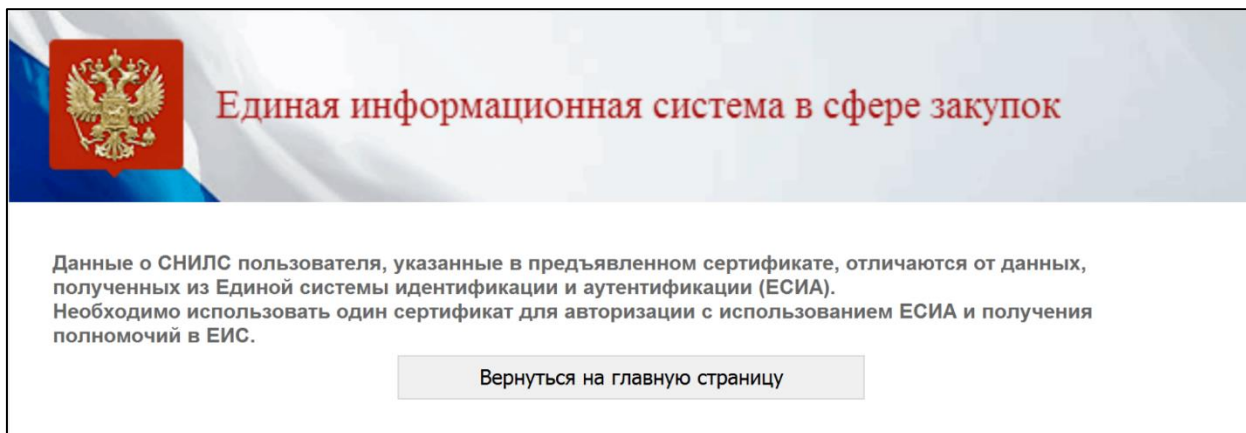 Единая информационная система в сфере закупок
Данные о СНИЛС пользователя, указанные в предъявленном сертификате, отличаются от данных,
полученных из Единой системы идентификации и аутентификации (ЕСИА).
Необходимо использовать один сертификат для авторизации с использованием ЕСИА и получения
полномочий в ЕИС.
Вернуться на главную страницу